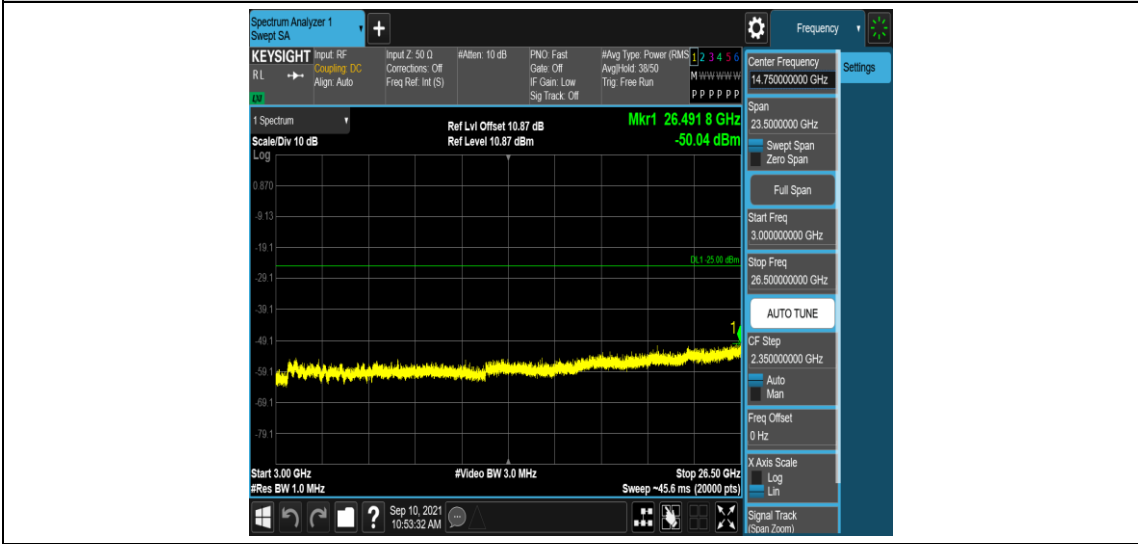 Spectrum Analyzer 1
Swept SA
+
Frequency
KEYSIGHT
RL
LXI
Input: RF
Coupling: DC
Align: Auto
Input Z: 50 Ω
Corrections: Off
Freq Ref: Int (S)
#Atten: 10 dB
PNO: Fast
Gate: Off
IF Gain: Low
Sig Track: Off
#Avg Type: Power (RMS
Avg|Hold: 38/50
Trig: Free Run
1 2 3 4 5 6
M W W W W W
P P P P P P
1 Spectrum
Scale/Div 10 dB
Log
Ref Lvl Offset 10.87 dB
Ref Level 10.87 dBm
Mkr1 26.491 8 GHz
-50.04 dBm
0.870
-9.13
-19.1
DL1 -25.00 dBm
-29.1
-39.1
1
-49.1
-59.1
-69.1
-79.1
Start 3.00 GHz
#Res BW 1.0 MHz
#Video BW 3.0 MHz
Stop 26.50 GHz
Sweep ~45.6 ms (20000 pts)
Sep 10, 2021
10:53:32 AM
?
Center Frequency
14.750000000 GHz
Settings
Span
23.5000000 GHz
Swept Span
Zero Span
Full Span
Start Freq
3.000000000 GHz
Stop Freq
26.500000000 GHz
AUTO TUNE
CF Step
2.350000000 GHz
Auto
Man
Freq Offset
0 Hz
X Axis Scale
Log
Lin
Signal Track
(Span Zoom)